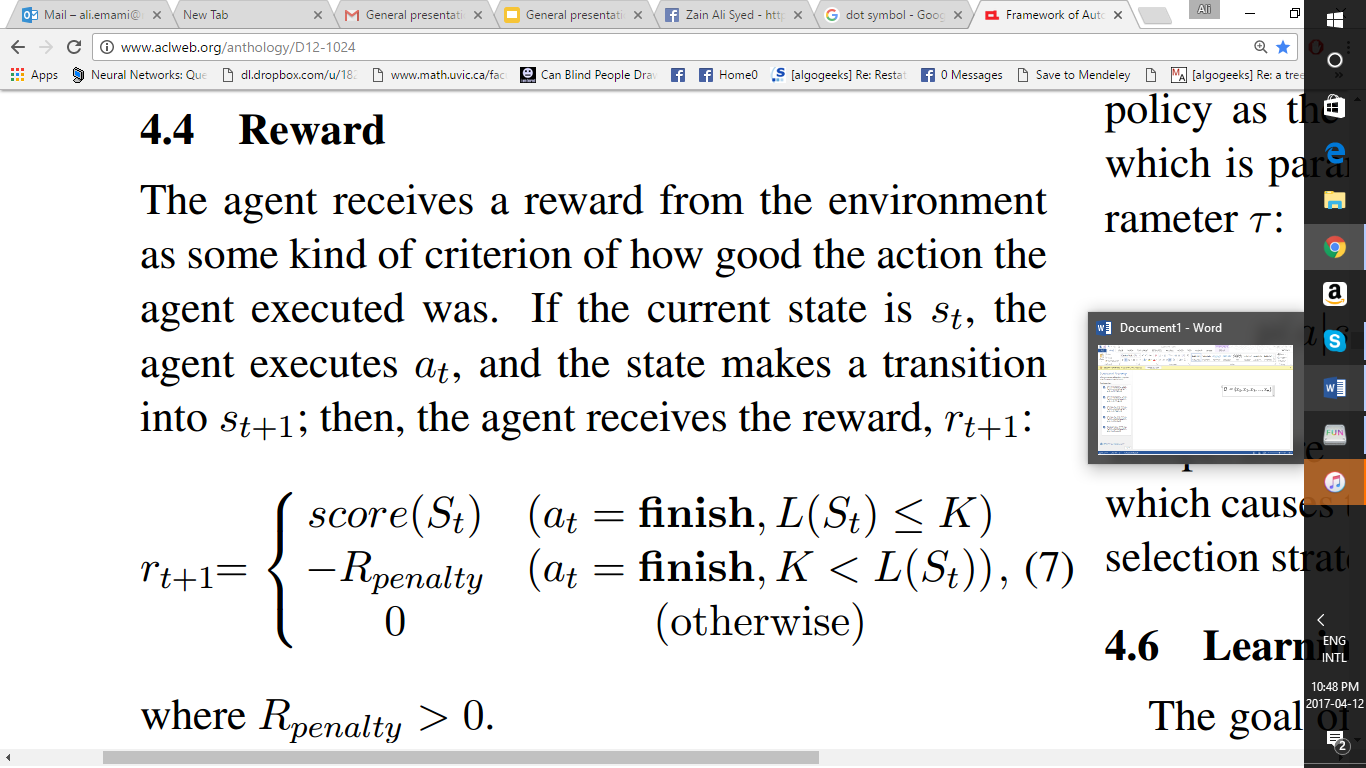 Mail – ali.emami@
New Tab
General presentati
General presentati
Zain Ali Syed - http
dot symbol - Goog
Framework of Auto
Ali
www.aclweb.org/anthology/D12-1024
Apps
Neural Networks: Que
dl.dropbox.com/u/182
www.math.uvic.ca/fac
Can Blind People Draw
Home0
[algogeeks] Re: Restat
0 Messages
Save to Mendeley
[algogeeks] Re: a tree
4.4 Reward
The agent receives a reward from the environment
as some kind of criterion of how good the action the
agent executed was. If the current state is s_t, the
agent executes a_t, and the state makes a transition
into s_{t+1}; then, the agent receives the reward, r_{t+1}:
r_{t+1}= { score(S_t) (a_t = finish, L(S_t) ≤ K)
−R_{penalty} (a_t = finish, K < L(S_t)), (7)
0 (otherwise)
where R_{penalty} > 0.
policy as the
which is para
rameter τ:
Document1 - Word
which causes
selection strate
4.6 Learnin
The goal of
ENG
INTL
10:48 PM
2017-04-12
2